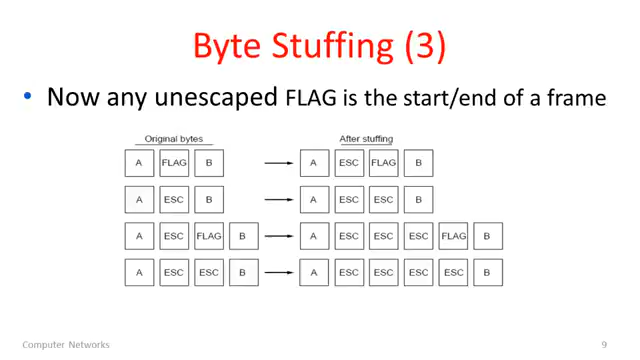 Byte Stuffing (3)
• Now any unescaped FLAG is the start/end of a frame
Original bytes After stuffing
A FLAG B A ESC FLAG B
A ESC B A ESC ESC B
A ESC FLAG B A ESC ESC ESC FLAG B
A ESC ESC B A ESC ESC ESC ESC B
Computer Networks 9